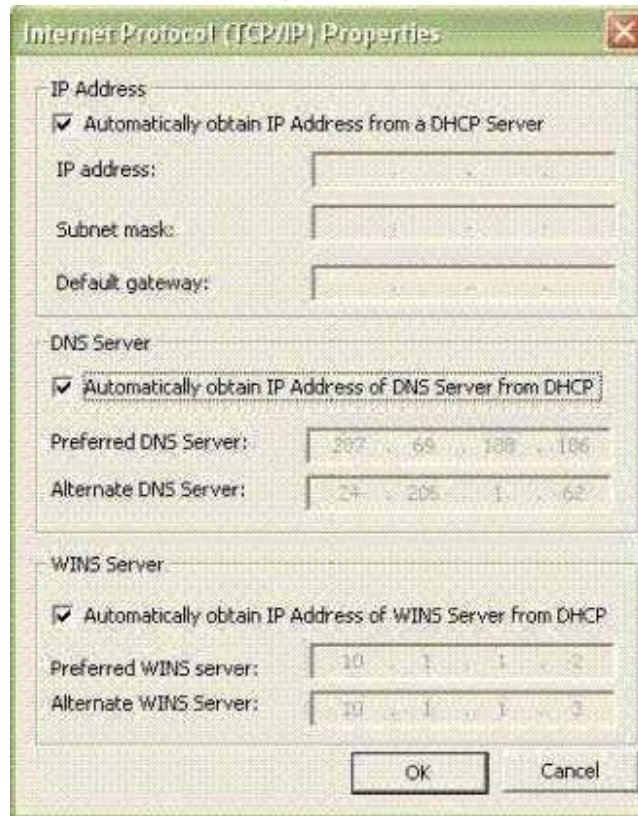 Internet Protocol (TCP/IP) Properties
IP Address
Automatically obtain IP Address from a DHCP Server
IP address:
Subnet mask:
Default gateway:
DNS Server
Automatically obtain IP Address of DNS Server from DHCP
Preferred DNS Server: 207 . 69 . 188 . 186
Alternate DNS Server: 24 . 205 . 1 . 62
WINS Server
Automatically obtain IP Address of WINS Server from DHCP
Preferred WINS server: 10 . 1 . 1 . 2
Alternate WINS Server: 10 . 1 . 1 . 3
OK Cancel